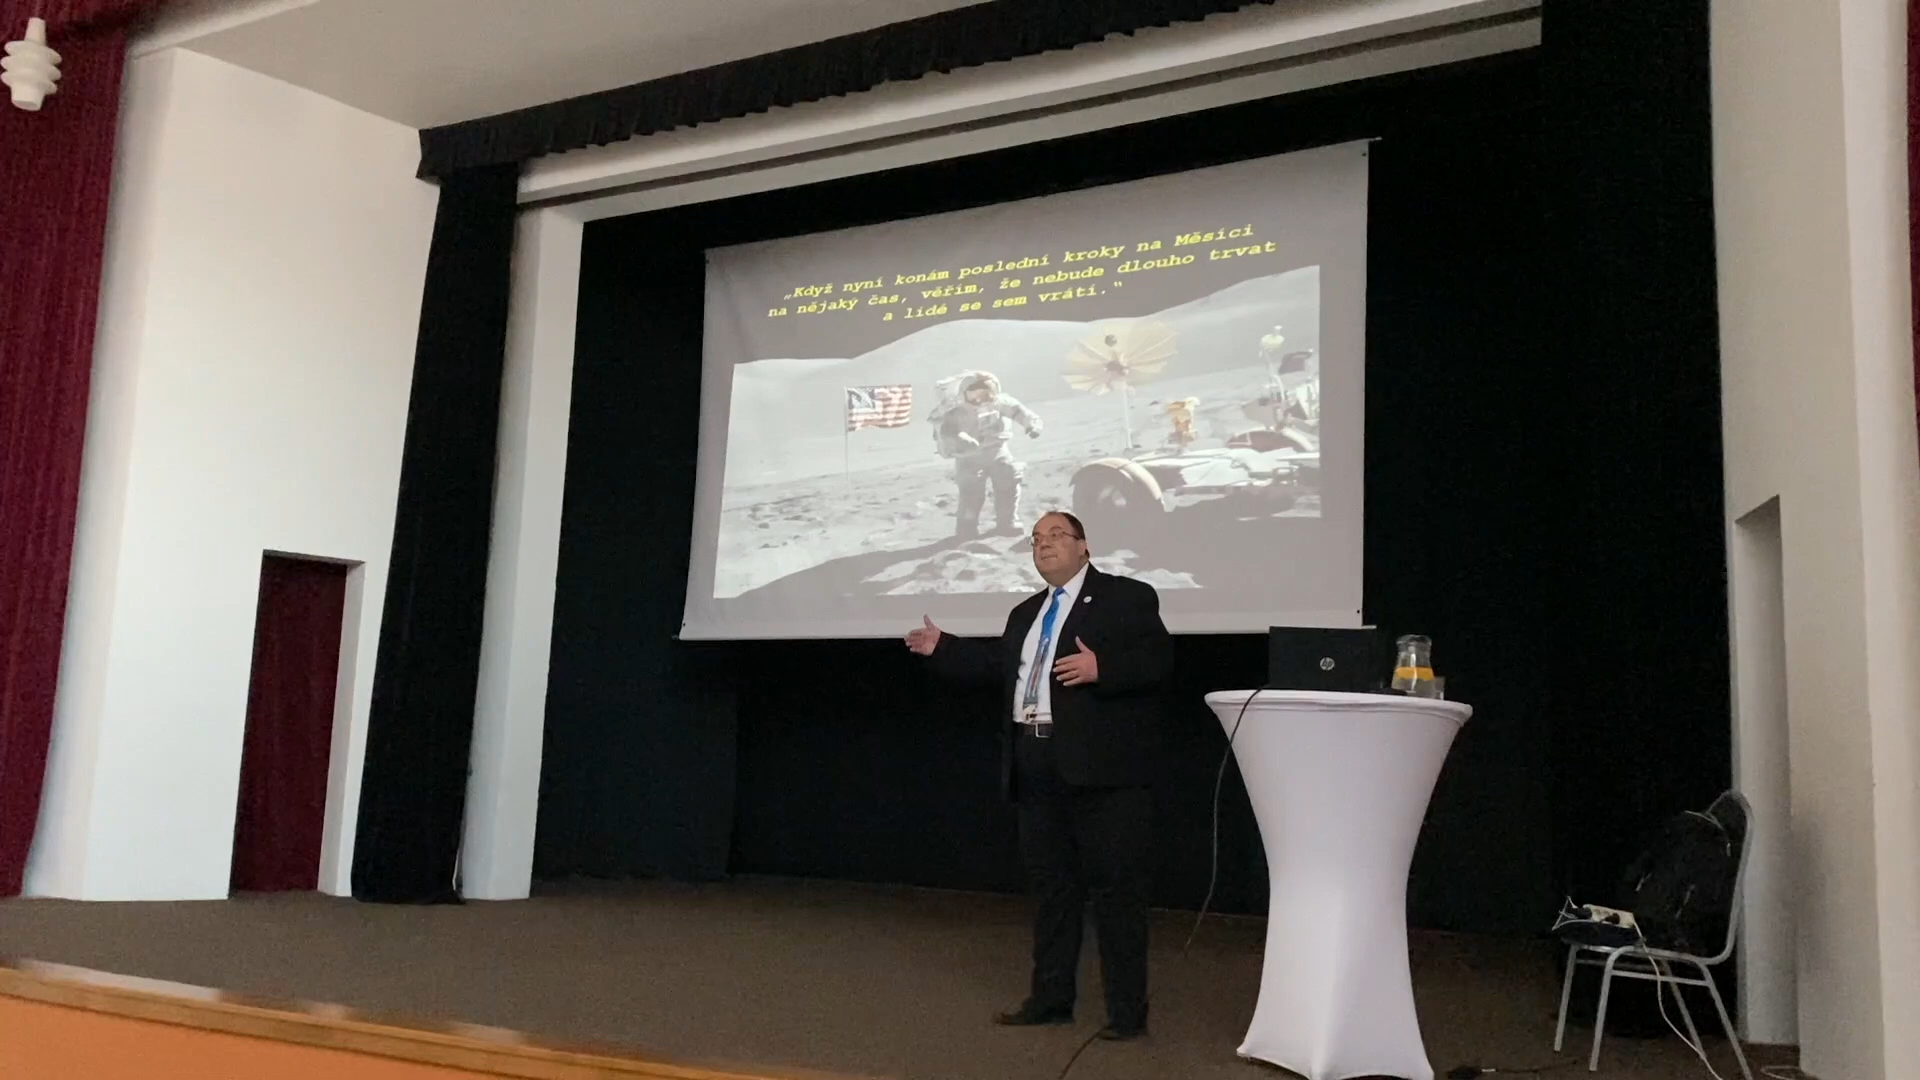 „Když nyní konám poslední kroky na Měsíci
na nějaký čas, věřím, že nebude dlouho trvat
a lidé se sem vrátí."
hp